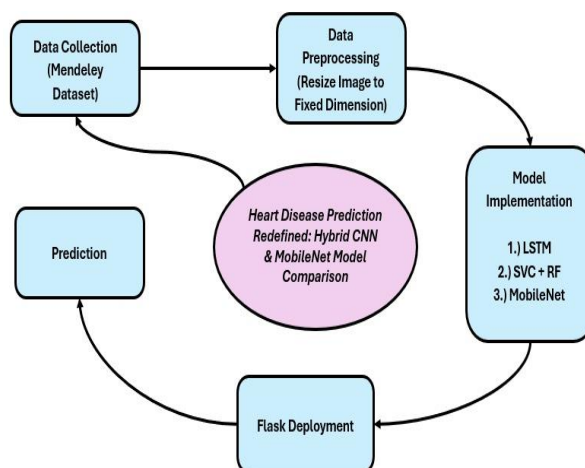 Data Collection
(Mendeley
Dataset)
Data
Preprocessing
(Resize Image to
Fixed Dimension)
Model
Implementation
1.) LSTM
2.) SVC + RF
3.) MobileNet
Heart Disease Prediction
Redefined: Hybrid CNN
& MobileNet Model
Comparison
Prediction
Flask Deployment